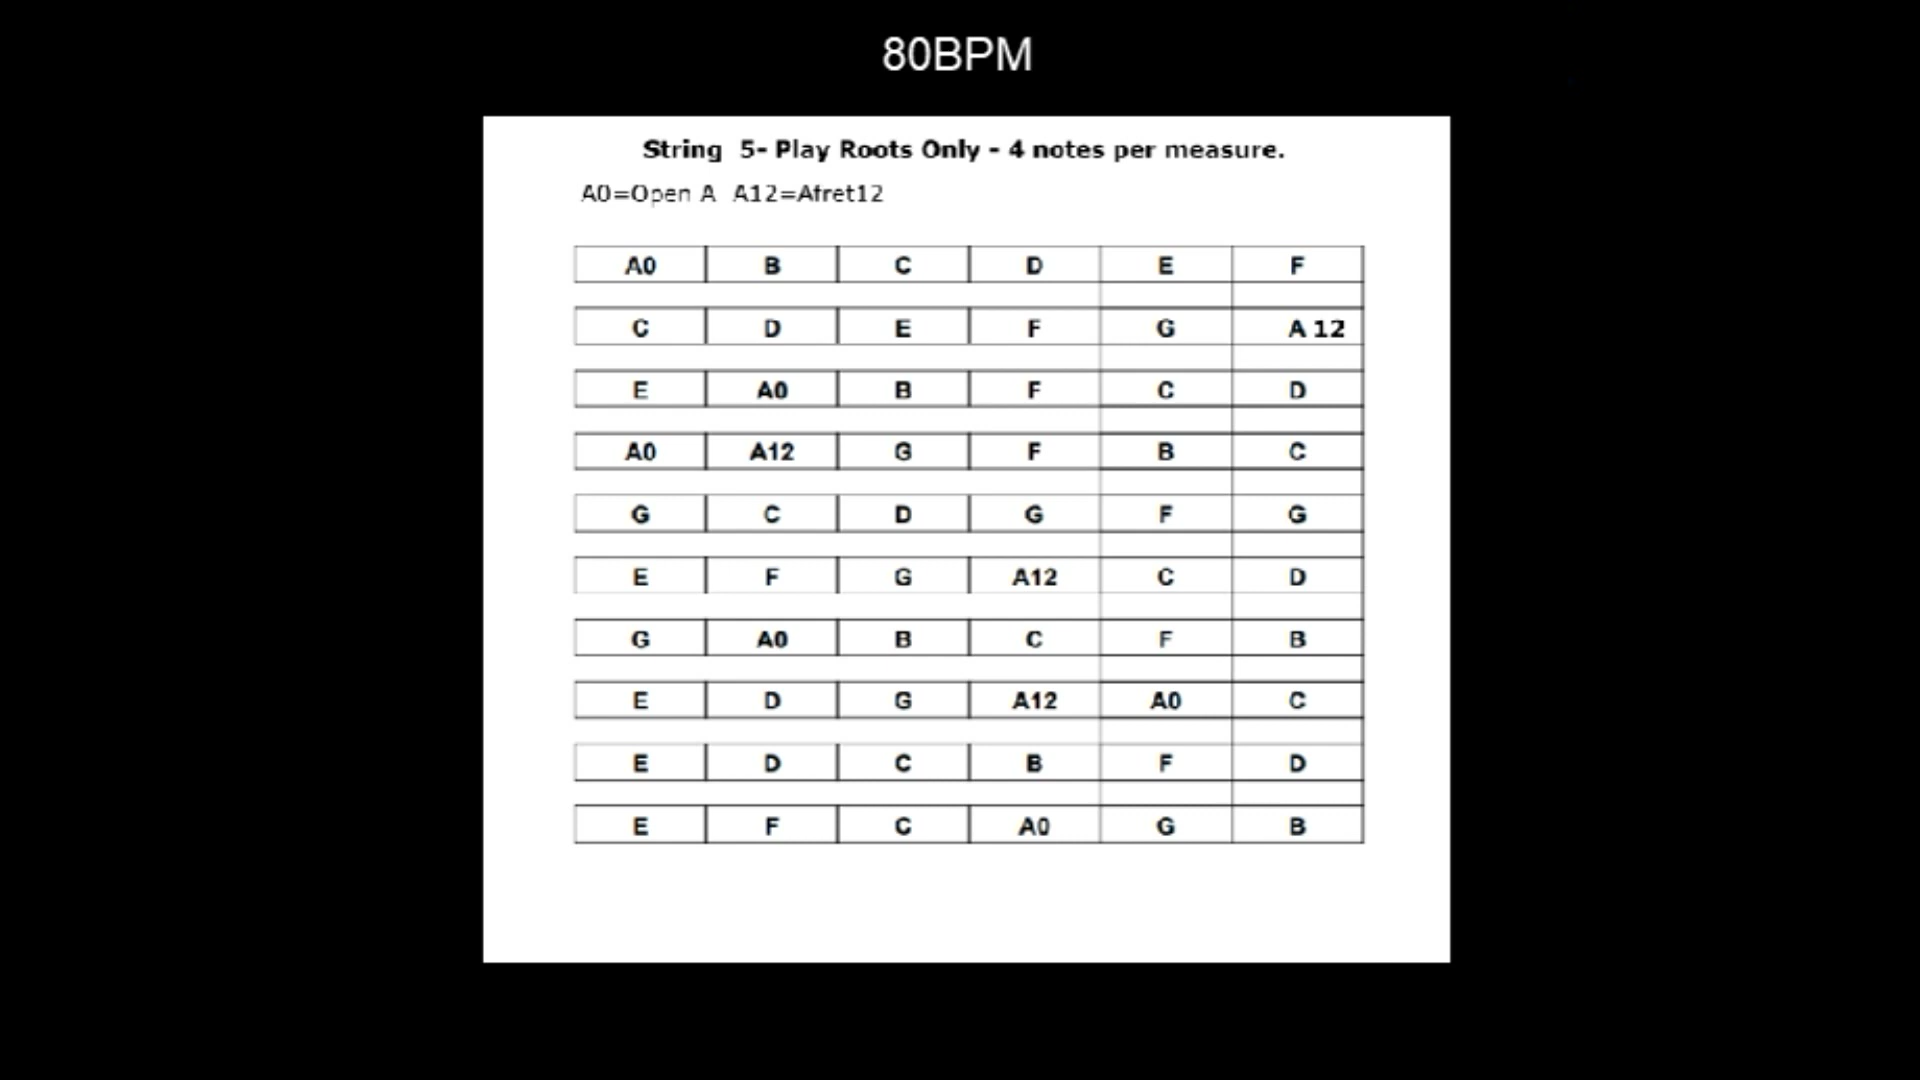 80BPM
String 5- Play Roots Only - 4 notes per measure.
A0=Open A A12=Afret12
A0 B C D E F
C D E F G A 12
E A0 B F C D
A0 A12 G F B C
G C D G F G
E F G A12 C D
G A0 B C F B
E D G A12 A0 C
E D C B F D
E F C A0 G B